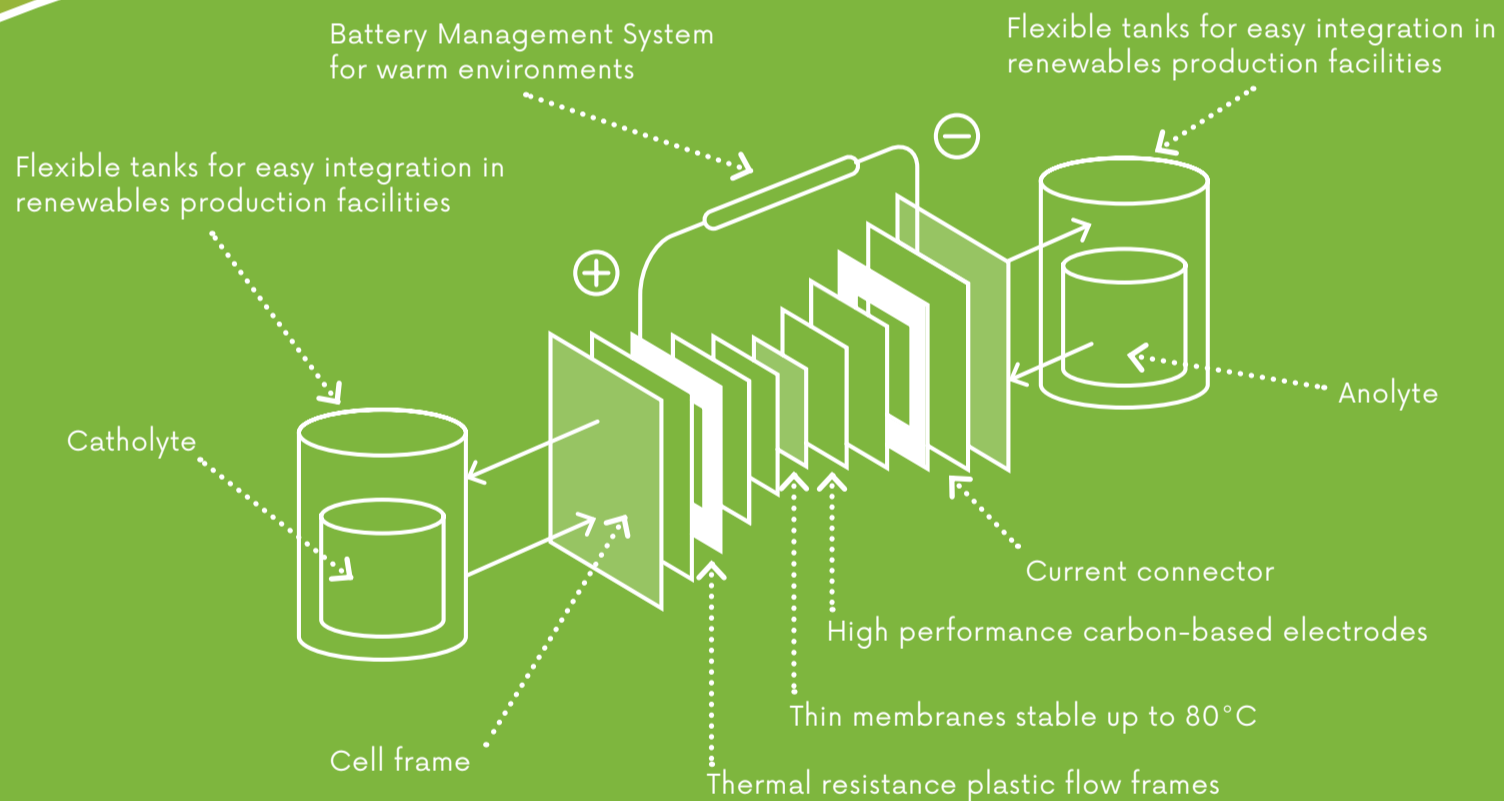 Battery Management System
for warm environments
Flexible tanks for easy integration in
renewables production facilities
Flexible tanks for easy integration in
renewables production facilities
−
+
Catholyte
Anolyte
Current connector
High performance carbon-based electrodes
Thin membranes stable up to 80°C
Cell frame
Thermal resistance plastic flow frames